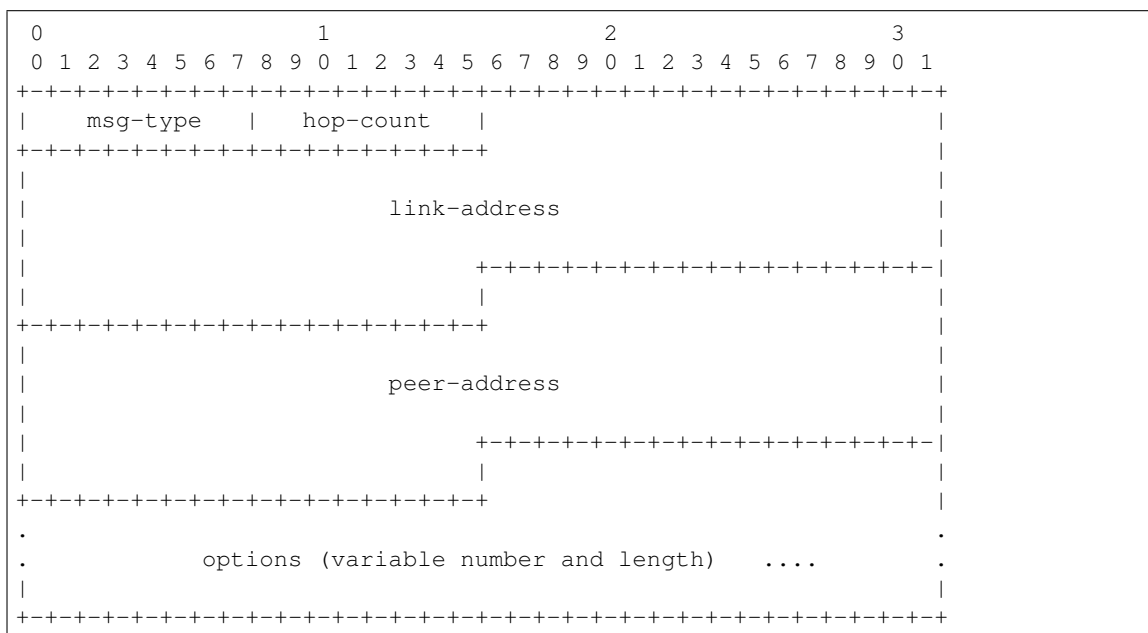 0                   1                   2                   3
 0 1 2 3 4 5 6 7 8 9 0 1 2 3 4 5 6 7 8 9 0 1 2 3 4 5 6 7 8 9 0 1
+-+-+-+-+-+-+-+-+-+-+-+-+-+-+-+-+-+-+-+-+-+-+-+-+-+-+-+-+-+-+-+-+
|    msg-type   |   hop-count   |                               |
+-+-+-+-+-+-+-+-+-+-+-+-+-+-+-+-+                               |
|                                                               |
|                         link-address                          |
|                                                               |
|                               +-+-+-+-+-+-+-+-+-+-+-+-+-+-+-+-|
|                               |                               |
+-+-+-+-+-+-+-+-+-+-+-+-+-+-+-+-+                               |
|                                                               |
|                         peer-address                          |
|                                                               |
|                               +-+-+-+-+-+-+-+-+-+-+-+-+-+-+-+-|
|                               |                               |
+-+-+-+-+-+-+-+-+-+-+-+-+-+-+-+-+                               |
.                                                               .
.            options (variable number and length)   ....        .
|                                                               |
+-+-+-+-+-+-+-+-+-+-+-+-+-+-+-+-+-+-+-+-+-+-+-+-+-+-+-+-+-+-+-+-+